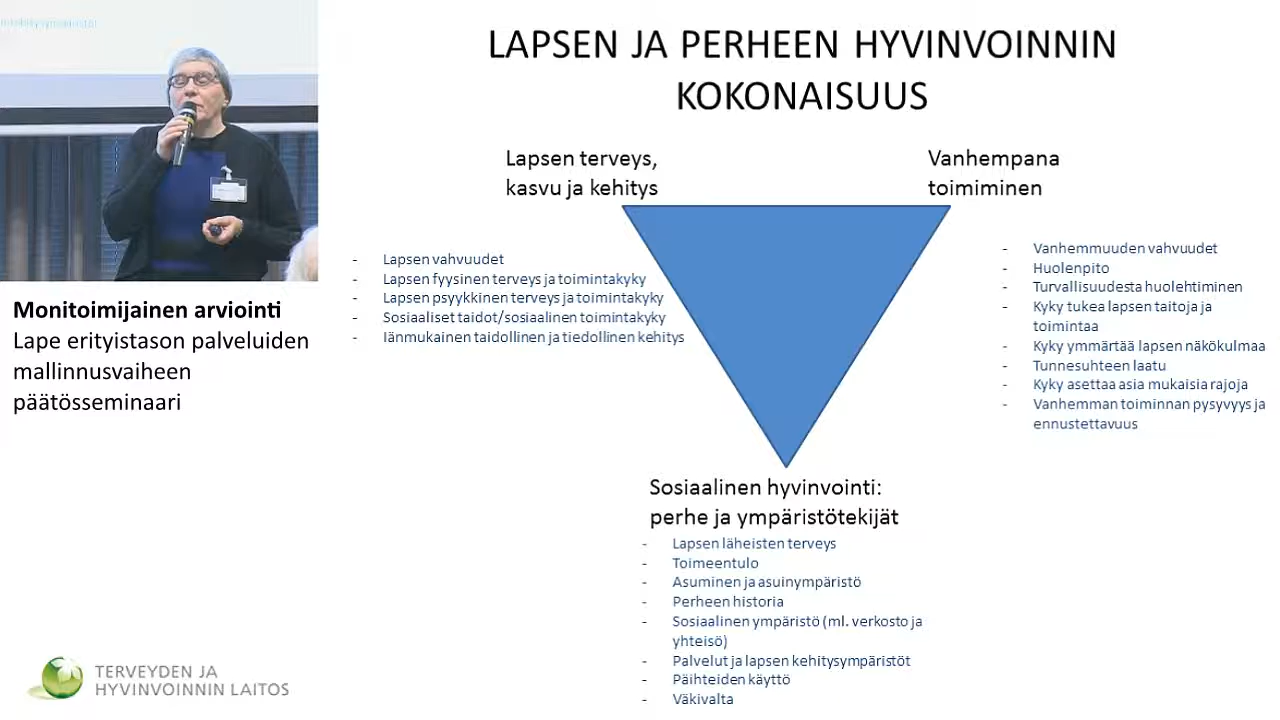 LAPSEN JA PERHEEN HYVINVOINNIN
KOKONAISUUS
Lapsen terveys,
kasvu ja kehitys
Vanhempana
toimiminen
- Lapsen vahvuudet
- Lapsen fyysinen terveys ja toimintakyky
- Lapsen psyykkinen terveys ja toimintakyky
- Sosiaaliset taidot/sosiaalinen toimintakyky
- Iänmukainen taidollinen ja tiedollinen kehitys
- Vanhemmuuden vahvuudet
- Huolenpito
- Turvallisuudesta huolehtiminen
- Kyky tukea lapsen taitoja ja
toimintaa
- Kyky ymmärtää lapsen näkökulmaa
- Tunnesuhteen laatu
- Kyky asettaa asia mukaisia rajoja
- Vanhemman toiminnan pysyvyys ja
ennustettavuus
Monitoimijainen arviointi
Lape erityistason palveluiden
mallinnusvaiheen
päätösseminaari
Sosiaalinen hyvinvointi:
perhe ja ympäristötekijät
- Lapsen läheisten terveys
- Toimeentulo
- Asuminen ja asuinympäristö
- Perheen historia
- Sosiaalinen ympäristö (ml. verkosto ja
yhteisö)
- Palvelut ja lapsen kehitysympäristöt
- Päihteiden käyttö
- Väkivalta
TERVEYDEN JA
HYVINVOINNIN LAITOS